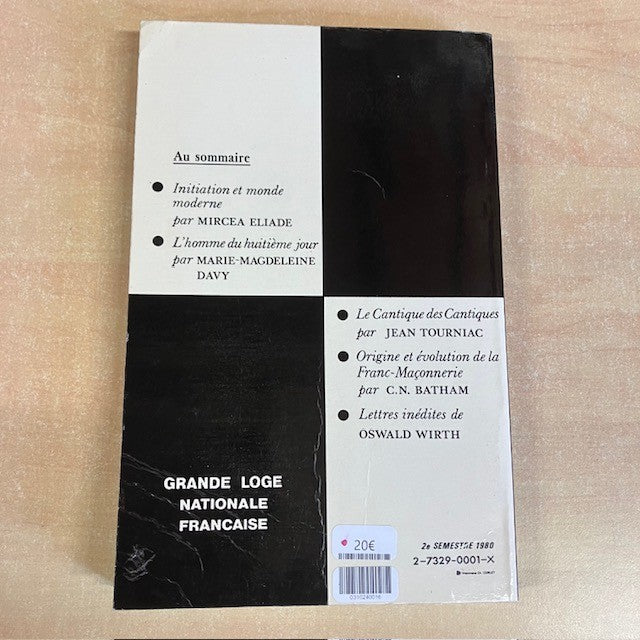 Au sommaire
Initiation et monde
moderne
par MIRCEA ELIADE
L'homme du huitième jour
par MARIE-MAGDELEINE
DAVY
Le Cantique des Cantiques
par JEAN TOURNIAC
Origine et évolution de la
Franc-Maçonnerie
par C.N. BATHAM
Lettres inédites de
OSWALD WIRTH
GRANDE LOGE
NATIONALE
FRANCAISE
20€
2e SEMESTRE 1980
2-7329-0001-X